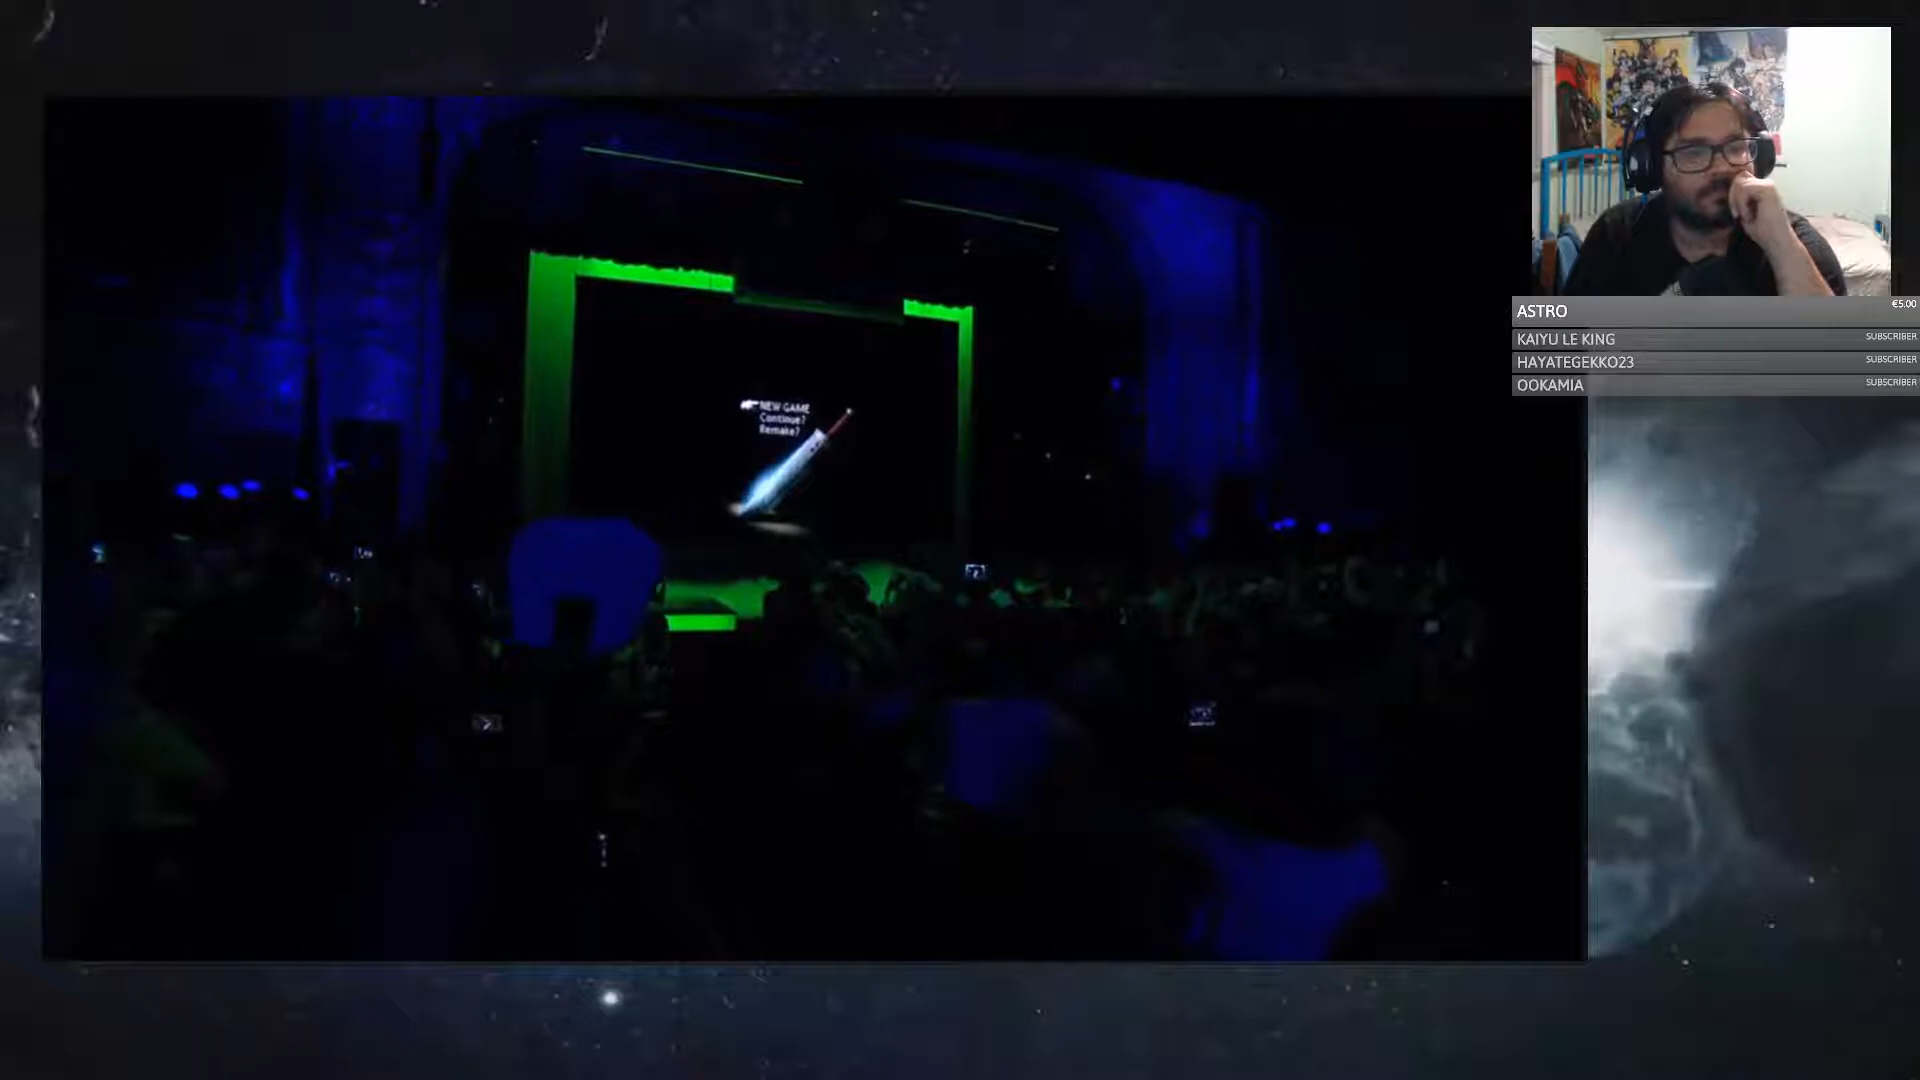 NEW GAME
Continue?
Remake?
ASTRO €5.00
KAIYU LE KING SUBSCRIBER
HAYATEGEKKO23 SUBSCRIBER
OOKAMIA SUBSCRIBER